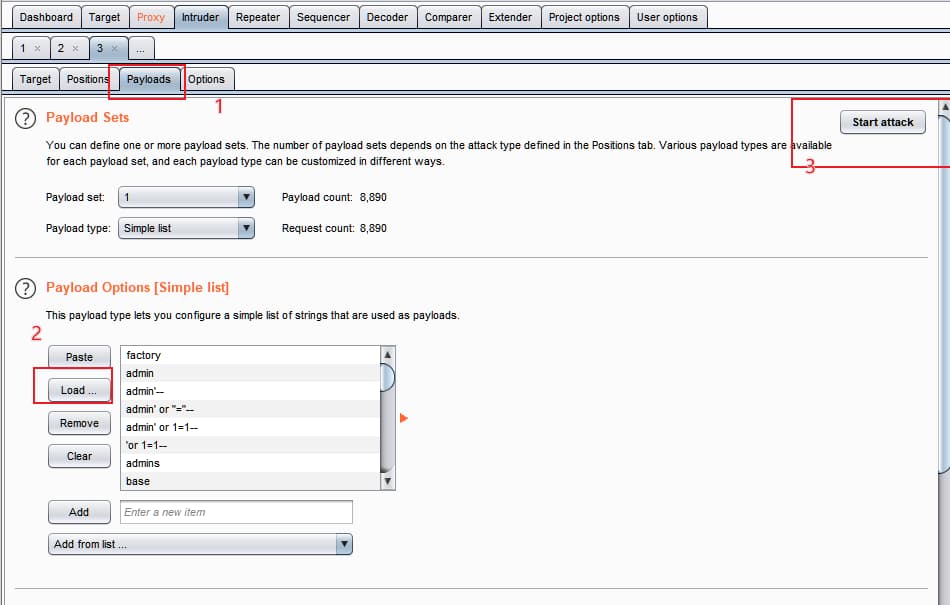 Dashboard Target Proxy Intruder Repeater Sequencer Decoder Comparer Extender Project options User options
1 × 2 × 3 × ...
Target Positions Payloads Options
1
? Payload Sets
Start attack
You can define one or more payload sets. The number of payload sets depends on the attack type defined in the Positions tab. Various payload types are available
for each payload set, and each payload type can be customized in different ways.
3
Payload set: 1 Payload count: 8,890
Payload type: Simple list Request count: 8,890
? Payload Options [Simple list]
This payload type lets you configure a simple list of strings that are used as payloads.
2
Paste
Load ...
Remove
Clear
factory
admin
admin'--
admin' or "="--
admin' or 1=1--
'or 1=1--
admins
base
Add Enter a new item
Add from list ...